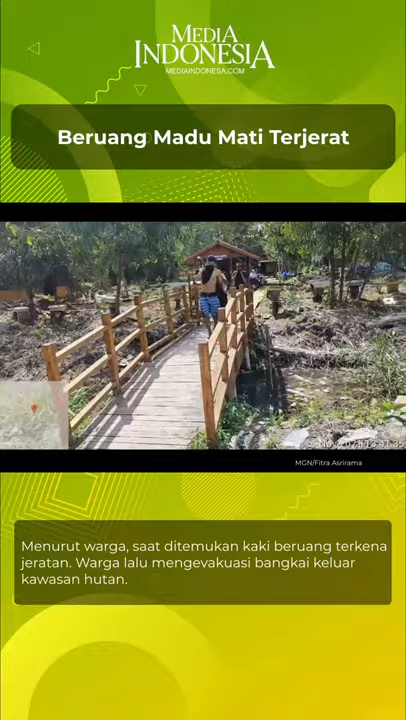 MEDIA
INDONESIA
MEDIAINDONESA.COM
Beruang Madu Mati Terjerat
MGN/Fitra Asrirama
Menurut warga, saat ditemukan kaki beruang terkena
jeratan. Warga lalu mengevakuasi bangkai keluar
kawasan hutan.